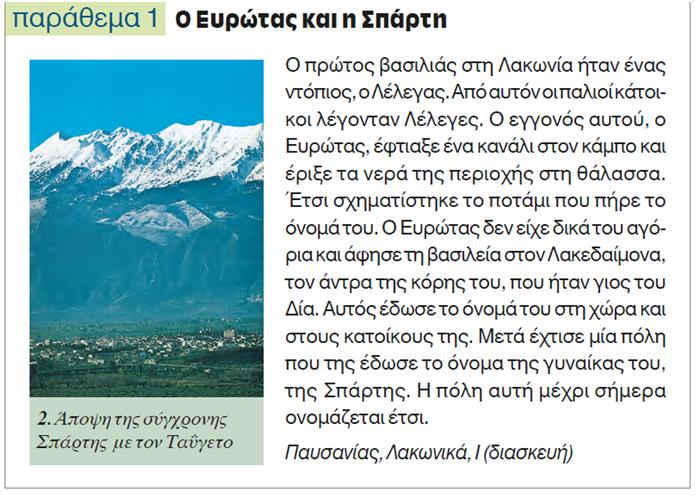 παράθεμα 1 Ο Ευρώτας και η Σπάρτη
Ο πρώτος βασιλιάς στη Λακωνία ήταν ένας
ντόπιος, ο Λέλεγας. Από αυτόν οι παλιοί κάτοι-
κοι λέγονταν Λέλεγες. Ο εγγονός αυτού, ο
Ευρώτας, έφτιαξε ένα κανάλι στον κάμπο και
έριξε τα νερά της περιοχής στη θάλασσα.
Έτσι σχηματίστηκε το ποτάμι που πήρε το
όνομά του. Ο Ευρώτας δεν είχε δικά του αγό-
ρια και άφησε τη βασιλεία στον Λακεδαίμονα,
τον άντρα της κόρης του, που ήταν γιος του
Δία. Αυτός έδωσε το όνομά του στη χώρα και
στους κατοίκους της. Μετά έχτισε μία πόλη
που της έδωσε το όνομα της γυναίκας του,
της Σπάρτης. Η πόλη αυτή μέχρι σήμερα
ονομάζεται έτσι.
Παυσανίας, Λακωνικά, Ι (διασκευή)
2. Άποψη της σύγχρονης
Σπάρτης με τον Ταΰγετο